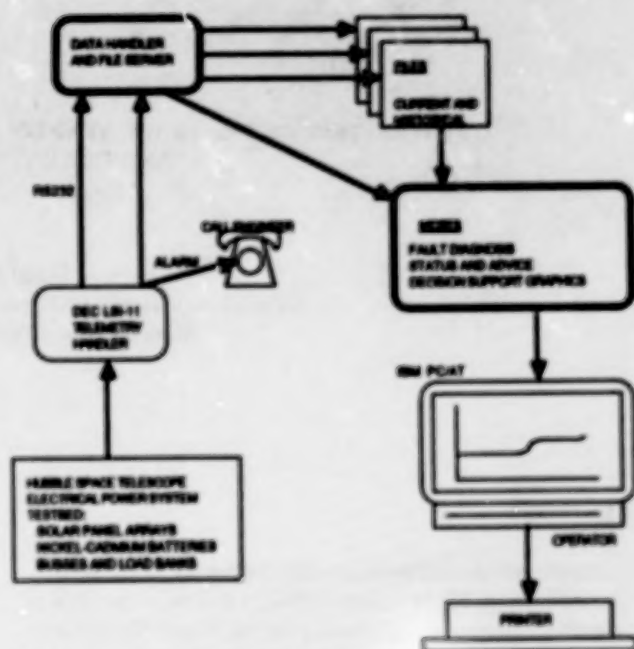 DATA HANDLER
AND FILE SERVER
FILES
CURRENT AND
HISTORICAL
RS232
CALL ENGINEER
ALARM
FAULT DIAGNOSIS
STATUS AND ADVICE
DECISION SUPPORT GRAPHICS
DEC LSI-11
TELEMETRY
HANDLER
IBM PC/AT
HUBBLE SPACE TELESCOPE
ELECTRICAL POWER SYSTEM
TESTBED:
SOLAR PANEL ARRAYS
NICKEL-CADMIUM BATTERIES
BUSSES AND LOAD BANKS
OPERATOR
PRINTER